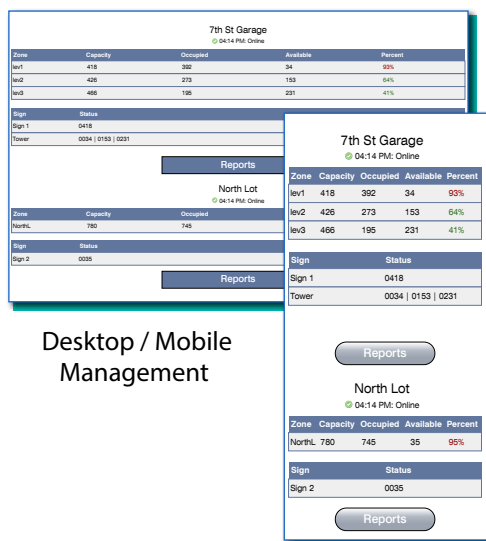 7th St Garage
04:14 PM: Online
Zone Capacity Occupied Available Percent
lev1 418 392 34 93%
lev2 426 273 153 64%
lev3 466 195 231 41%
Sign Status
Sign 1 0418
Tower 0034 | 0153 | 0231
Reports
North Lot
04:14 PM: Online
Zone Capacity Occupied
NorthL 780 745
Sign Status
Sign 2 0035
Reports
7th St Garage
04:14 PM: Online
Zone Capacity Occupied Available Percent
lev1 418 392 34 93%
lev2 426 273 153 64%
lev3 466 195 231 41%
Sign Status
Sign 1 0418
Tower 0034 | 0153 | 0231
Reports
North Lot
04:14 PM: Online
Zone Capacity Occupied Available Percent
NorthL 780 745 35 95%
Sign Status
Sign 2 0035
Reports
Desktop / Mobile
Management